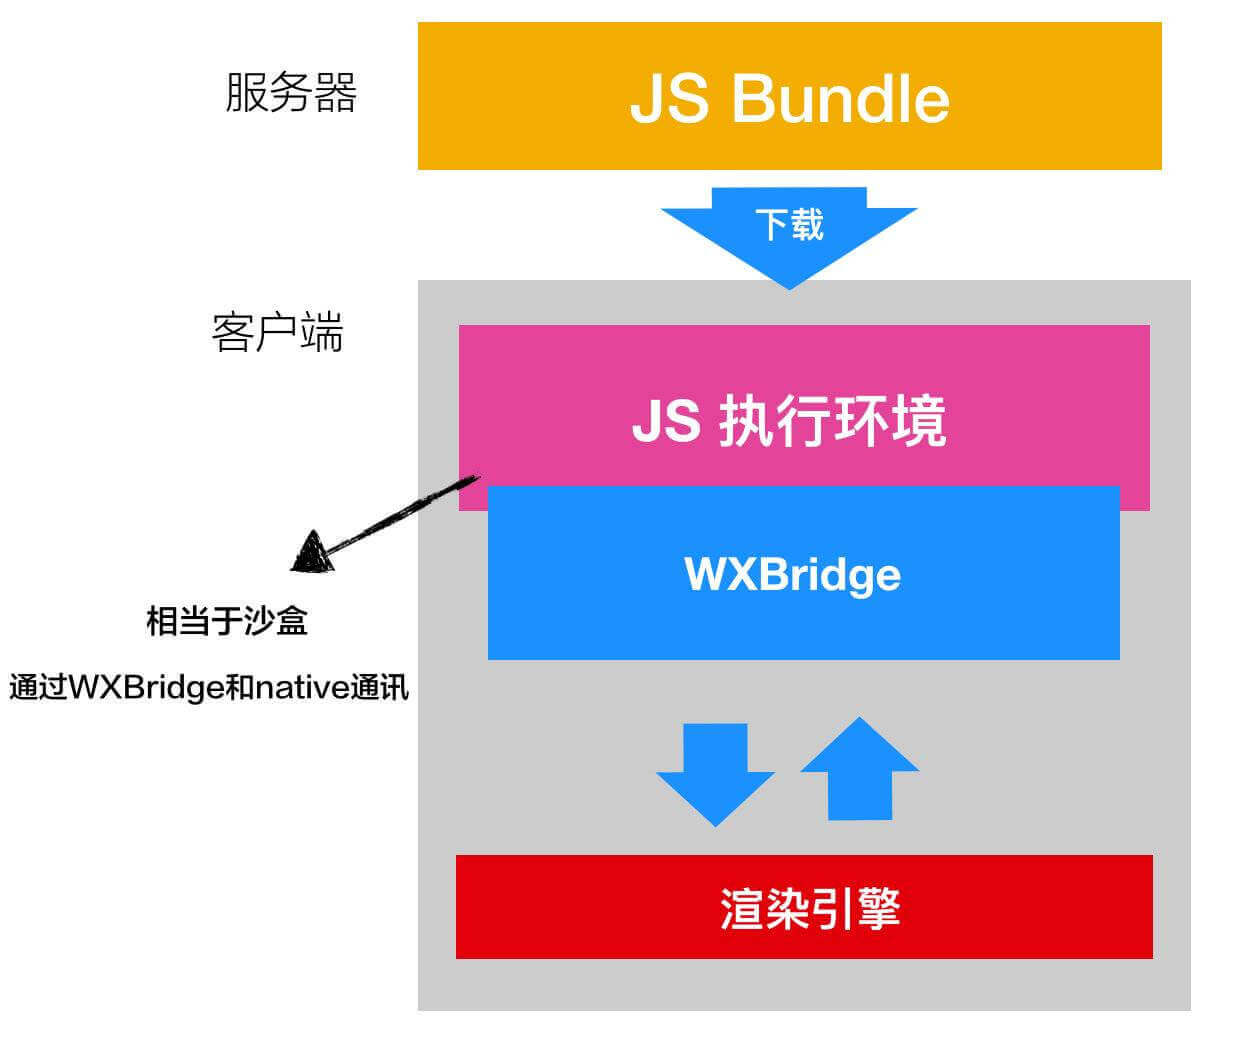 服务器
JS Bundle
下载
客户端
JS 执行环境
WXBridge
相当于沙盒
通过WXBridge和native通讯
渲染引擎